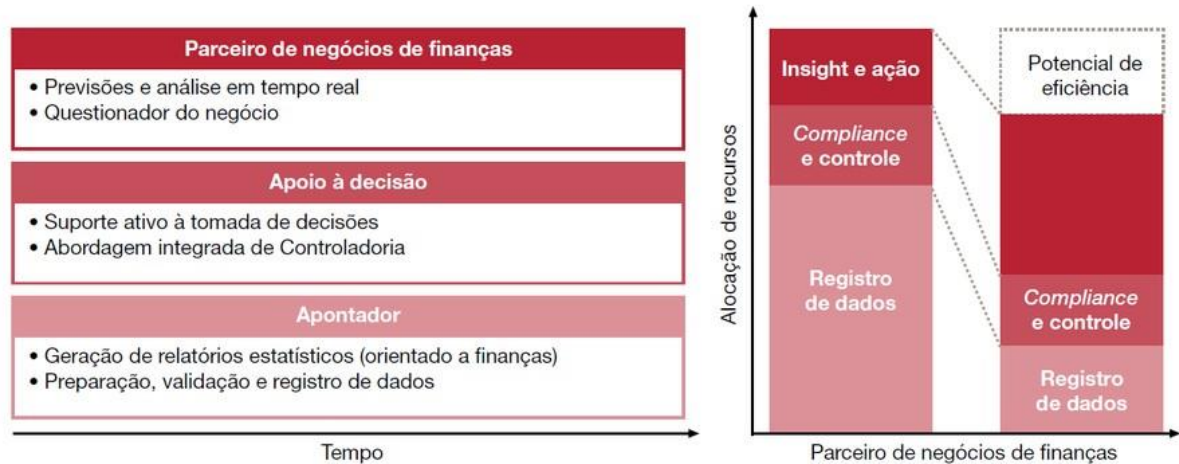 Parceiro de negócios de finanças
• Previsões e análise em tempo real
• Questionador do negócio
Apoio à decisão
• Suporte ativo à tomada de decisões
• Abordagem integrada de Controladoria
Apontador
• Geração de relatórios estatísticos (orientado a finanças)
• Preparação, validação e registro de dados
Tempo
Alocação de recursos
Insight e ação
Compliance
e controle
Registro
de dados
Potencial de
eficiência
Compliance
e controle
Registro
de dados
Parceiro de negócios de finanças